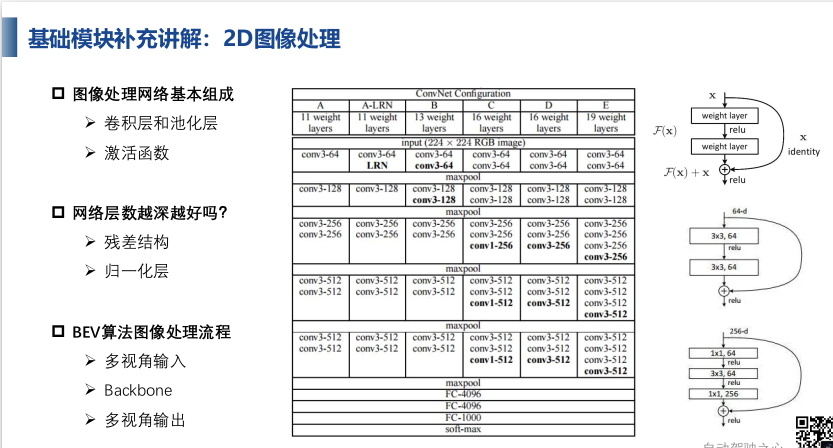 基础模块补充讲解：2D图像处理
图像处理网络基本组成
卷积层和池化层
激活函数
网络层数越深越好吗？
残差结构
归一化层
BEV算法图像处理流程
多视角输入
Backbone
多视角输出
ConvNet Configuration
A A-LRN B C D E
11 weight layers 11 weight layers 13 weight layers 16 weight layers 16 weight layers 19 weight layers
input (224 × 224 RGB image)
conv3-64 conv3-64 conv3-64 conv3-64 conv3-64 conv3-64
LRN conv3-64 conv3-64 conv3-64 conv3-64
maxpool
conv3-128 conv3-128 conv3-128 conv3-128 conv3-128 conv3-128
conv3-128 conv3-128 conv3-128 conv3-128
maxpool
conv3-256 conv3-256 conv3-256 conv3-256 conv3-256 conv3-256
conv3-256 conv3-256 conv3-256 conv3-256 conv3-256 conv3-256
conv1-256 conv3-256 conv3-256
conv3-256
maxpool
conv3-512 conv3-512 conv3-512 conv3-512 conv3-512 conv3-512
conv3-512 conv3-512 conv3-512 conv3-512 conv3-512 conv3-512
conv1-512 conv3-512 conv3-512
conv3-512
maxpool
conv3-512 conv3-512 conv3-512 conv3-512 conv3-512 conv3-512
conv3-512 conv3-512 conv3-512 conv3-512 conv3-512 conv3-512
conv1-512 conv3-512 conv3-512
conv3-512
maxpool
FC-4096
FC-4096
FC-1000
soft-max
x
weight layer
F(x)
relu
weight layer
x
identity
F(x) + x
relu
64-d
3x3, 64
relu
3x3, 64
relu
256-d
1x1, 64
relu
3x3, 64
relu
1x1, 256
relu
自动驾驶之心